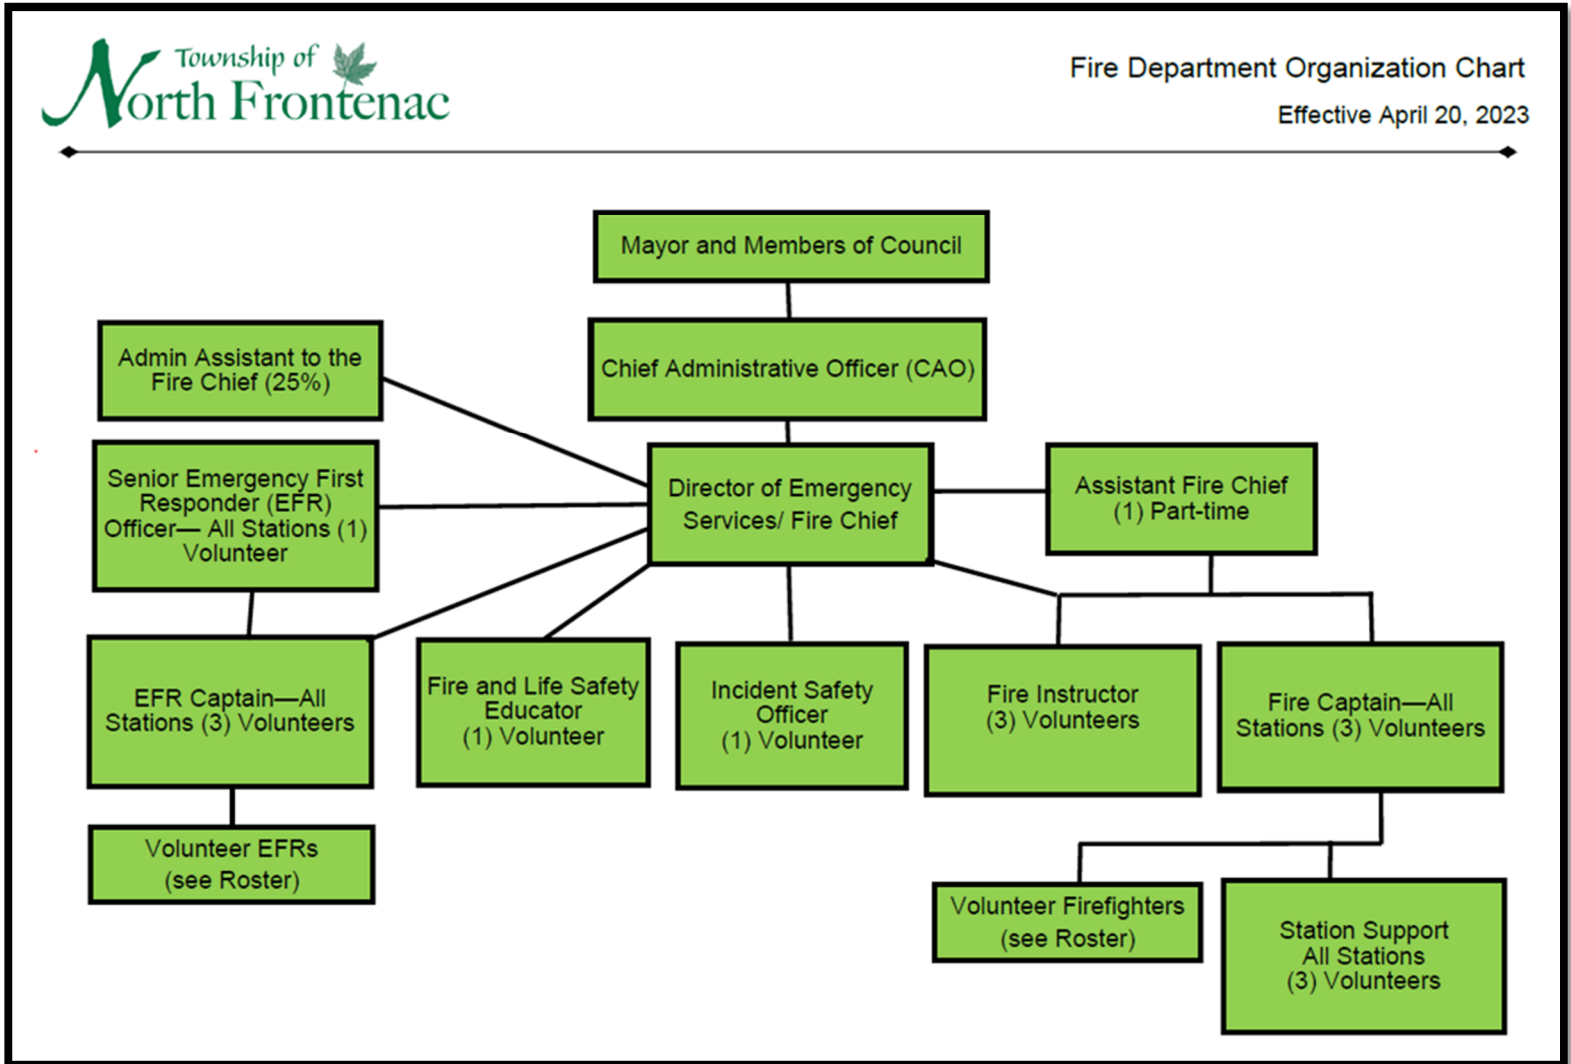 Township of
North Frontenac
Fire Department Organization Chart
Effective April 20, 2023
Mayor and Members of Council
Admin Assistant to the
Fire Chief (25%)
Chief Administrative Officer (CAO)
Senior Emergency First
Responder (EFR)
Officer— All Stations (1)
Volunteer
Director of Emergency
Services/ Fire Chief
Assistant Fire Chief
(1) Part-time
EFR Captain—All
Stations (3) Volunteers
Fire and Life Safety
Educator
(1) Volunteer
Incident Safety
Officer
(1) Volunteer
Fire Instructor
(3) Volunteers
Fire Captain—All
Stations (3) Volunteers
Volunteer EFRs
(see Roster)
Volunteer Firefighters
(see Roster)
Station Support
All Stations
(3) Volunteers